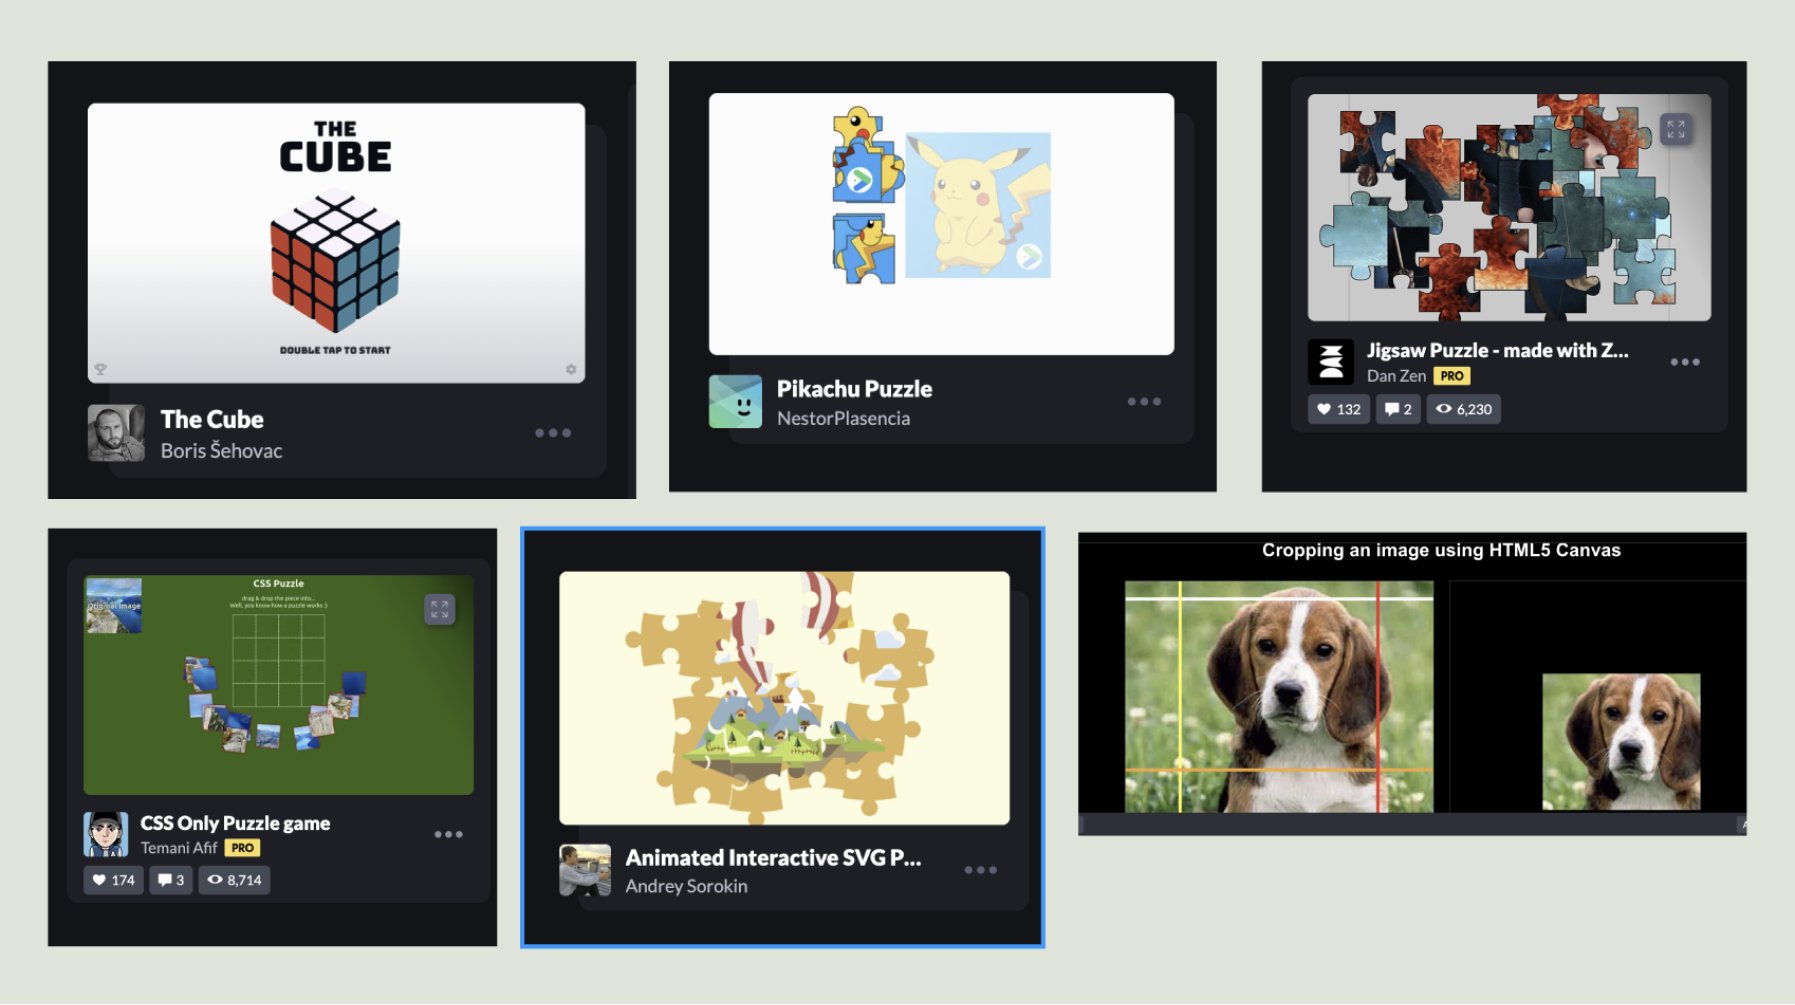 THE
CUBE
DOUBLE TAP TO START
The Cube
Boris Šehovac
Pikachu Puzzle
NestorPlasencia
Jigsaw Puzzle - made with Z...
Dan Zen PRO
132 2 6,230
CSS Puzzle
Original Image
drag & drop the piece into...
Well, you know how a puzzle works :)
CSS Only Puzzle game
Temani Afif PRO
174 3 8,714
Animated Interactive SVG P...
Andrey Sorokin
Cropping an image using HTML5 Canvas